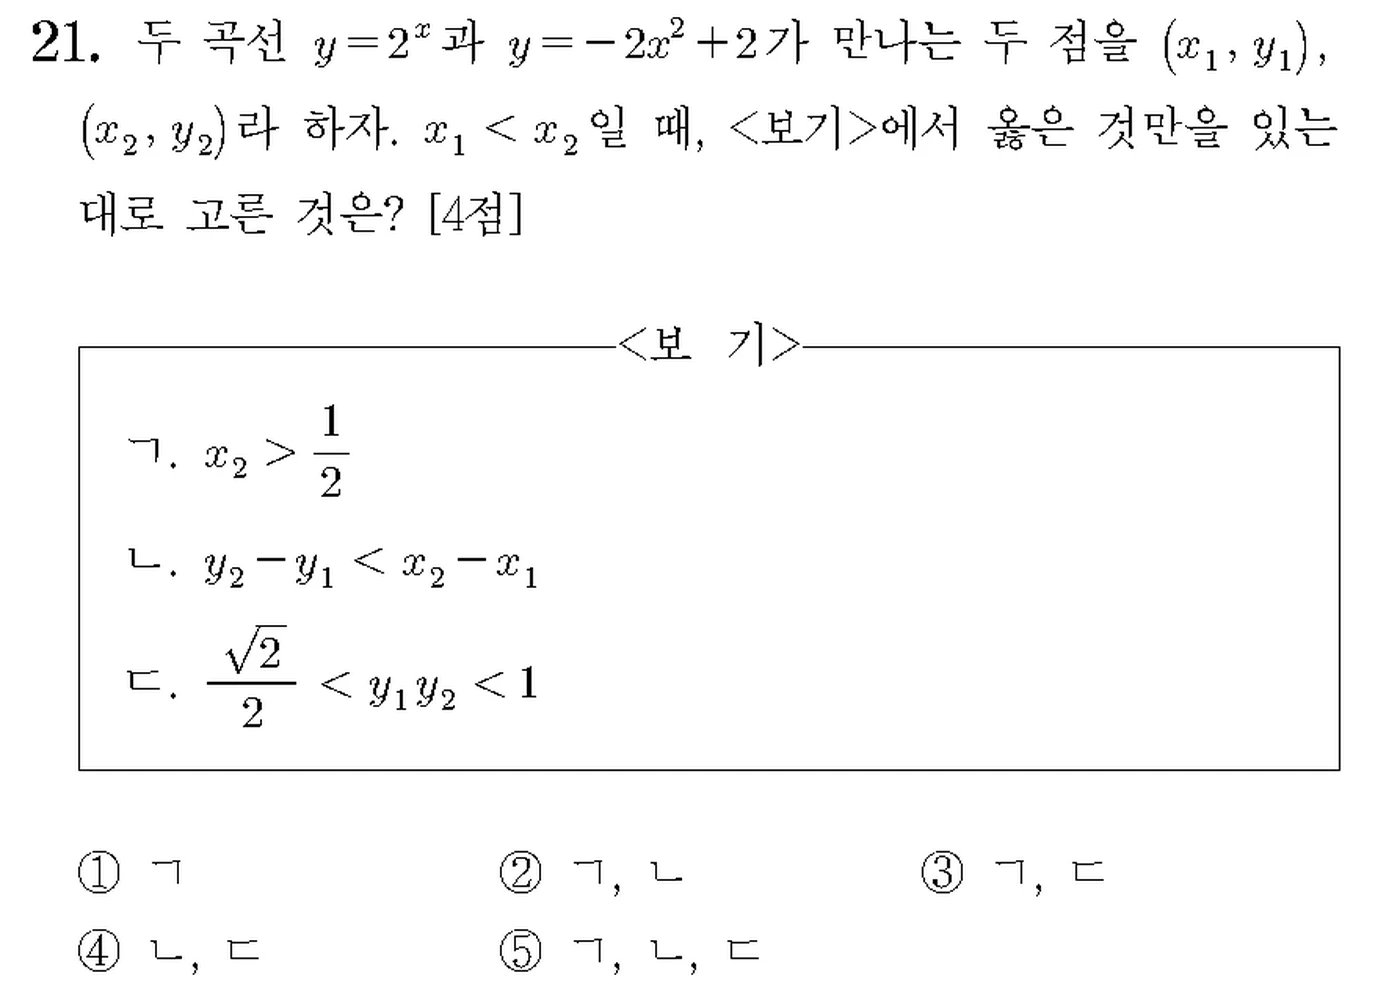 21. 두 곡선 y=2^x과 y=-2x^2+2가 만나는 두 점을 (x_1, y_1),
(x_2, y_2)라 하자. x_1 < x_2일 때, <보기>에서 옳은 것만을 있는
대로 고른 것은? [4점]
<보 기>
ㄱ. x_2 > 1/2
ㄴ. y_2 - y_1 < x_2 - x_1
ㄷ. √2/2 < y_1 y_2 < 1
① ㄱ ② ㄱ, ㄴ ③ ㄱ, ㄷ
④ ㄴ, ㄷ ⑤ ㄱ, ㄴ, ㄷ